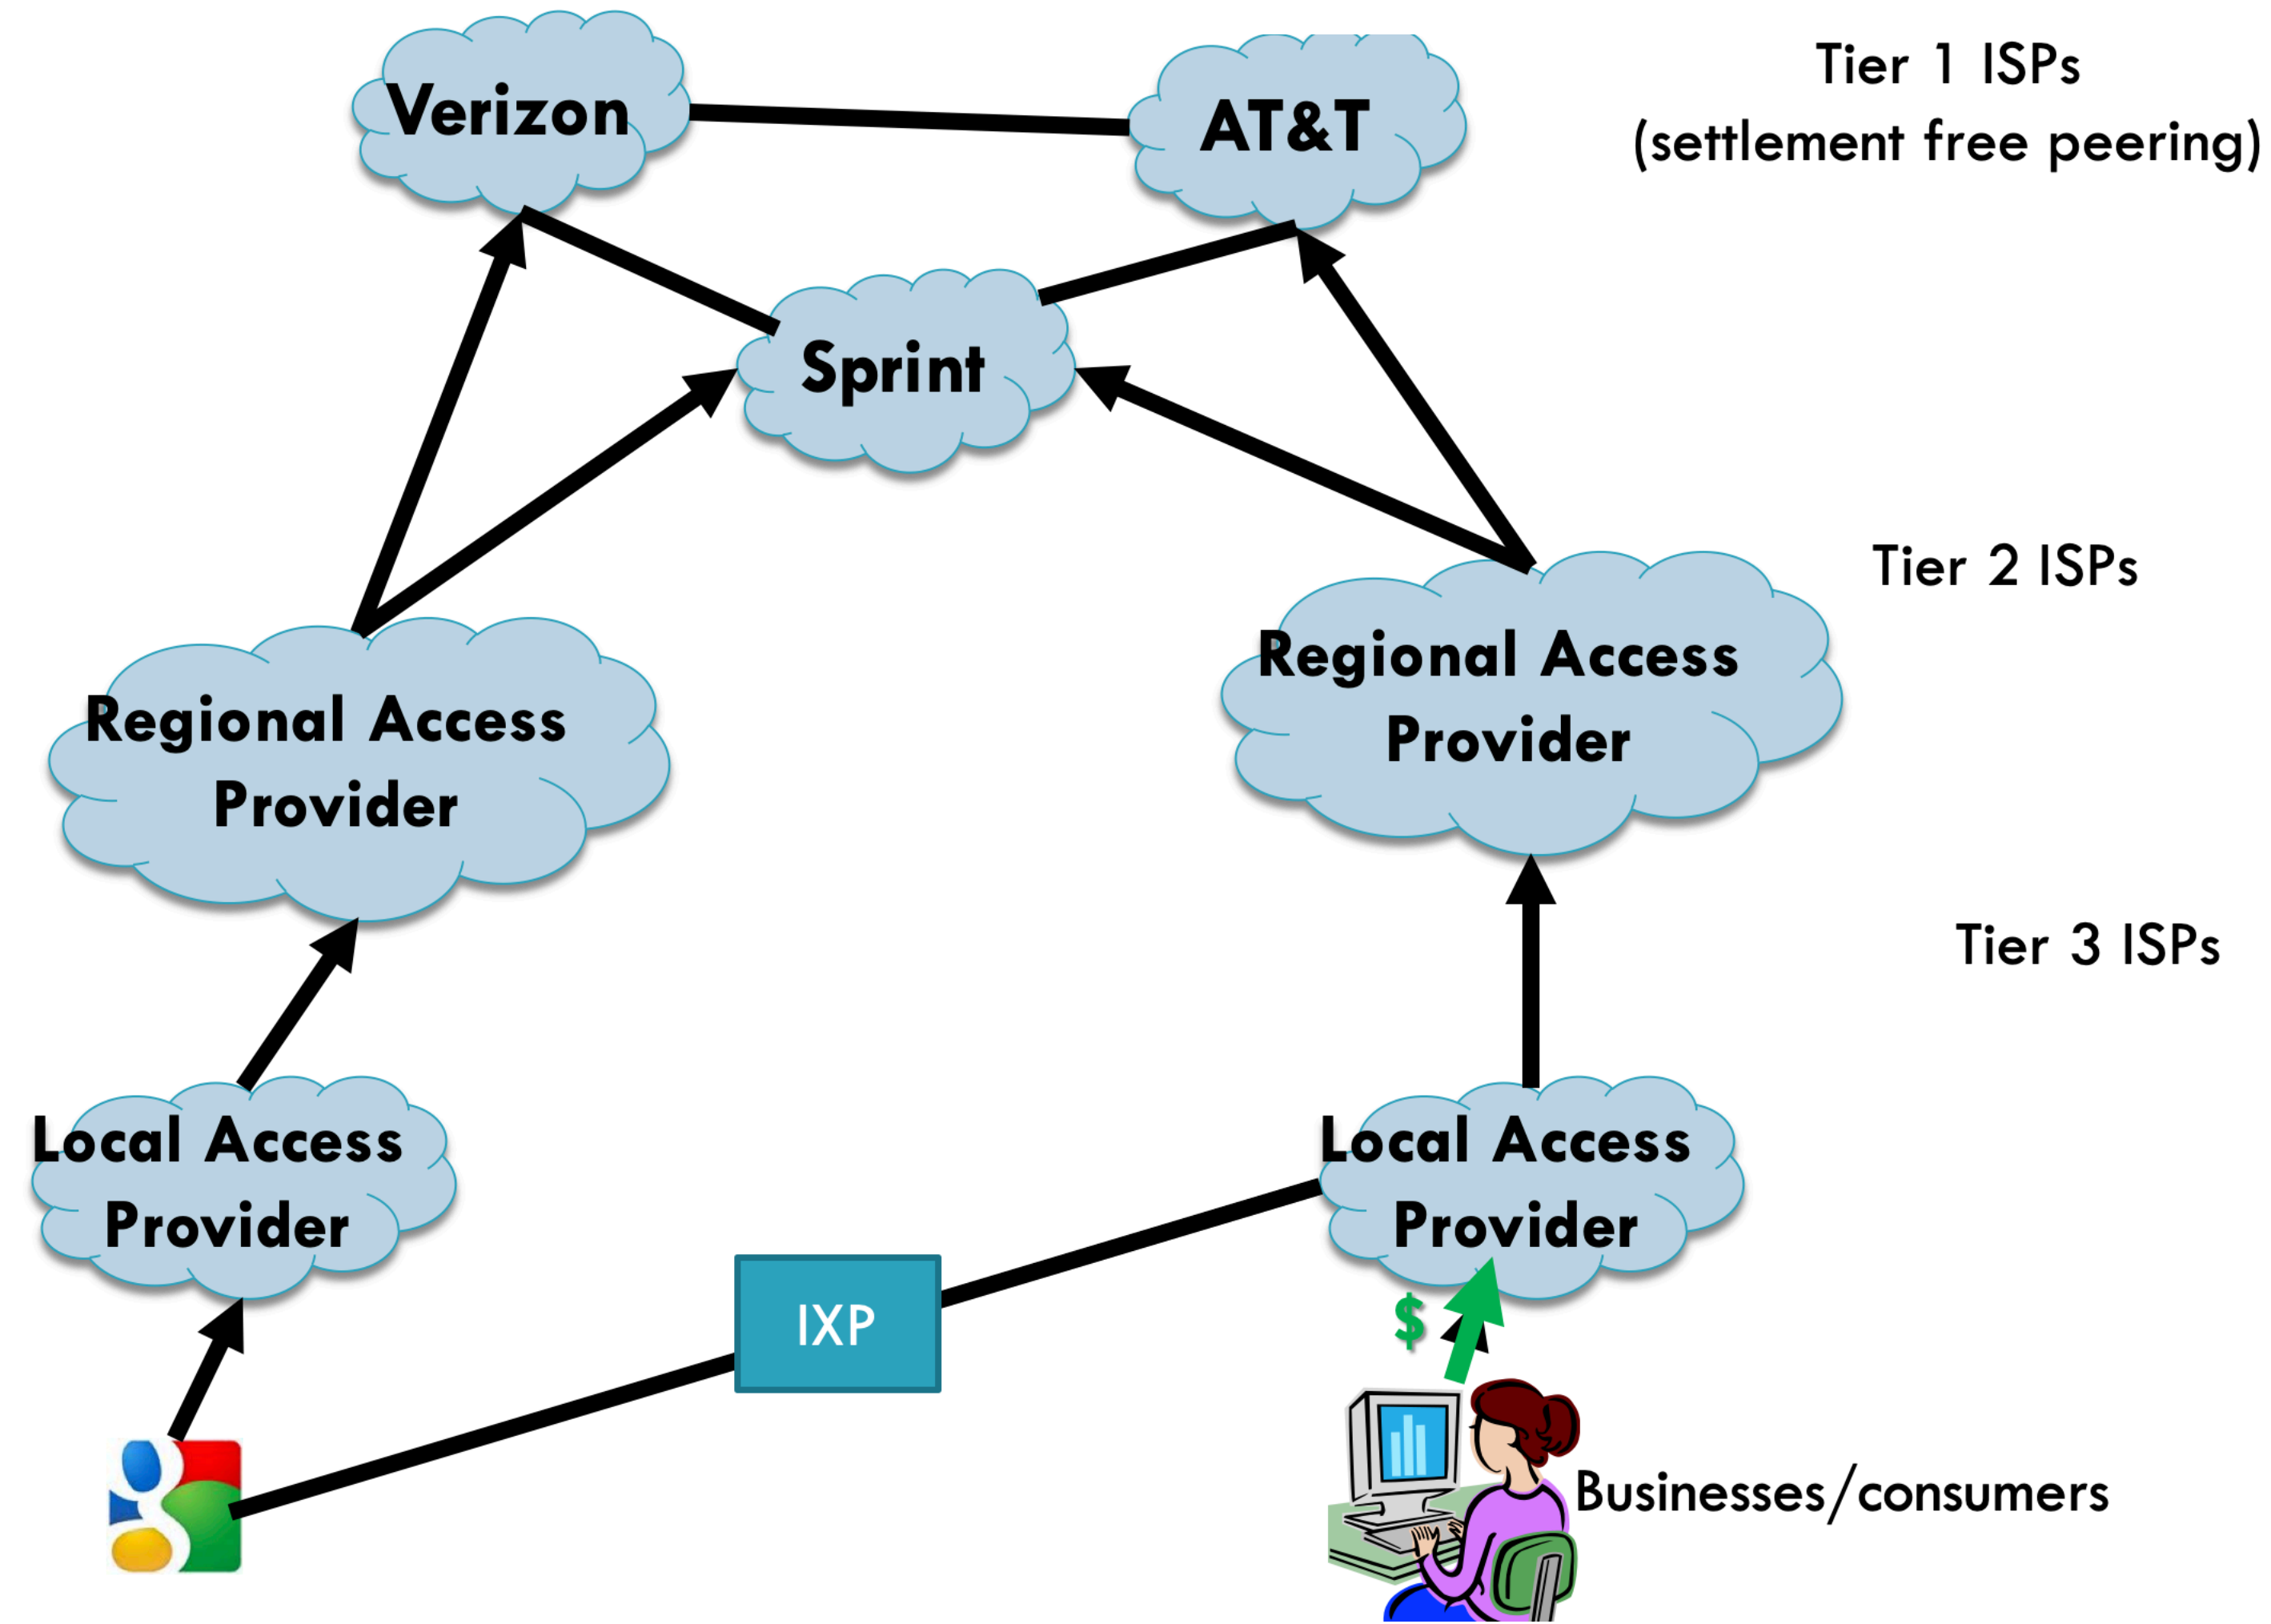 Verizon
AT&T
Tier 1 ISPs
(settlement free peering)
Sprint
Tier 2 ISPs
Regional Access
Provider
Regional Access
Provider
Tier 3 ISPs
Local Access
Provider
Local Access
Provider
IXP
$
Businesses/consumers